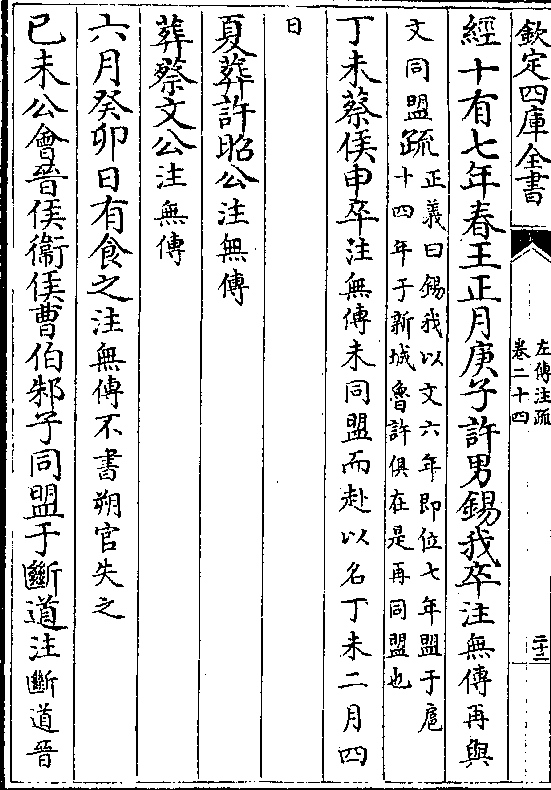 欽定四庫全書
左傳注疏
卷二十四
二十二
經十有七年春王正月庚子許男錫我卒注無傳再與
文同盟疏正義曰錫我以文六年即位七年盟于扈
十四年于新城魯許俱在是再同盟也
丁未蔡侯申卒注無傳未同盟而赴以名丁未二月四
日
夏葬許昭公注無傳
葬蔡文公注無傳
六月癸卯日有食之注無傳不書朔官失之
己未公會晉侯衞侯曹伯邾子同盟于斷道注斷道晉